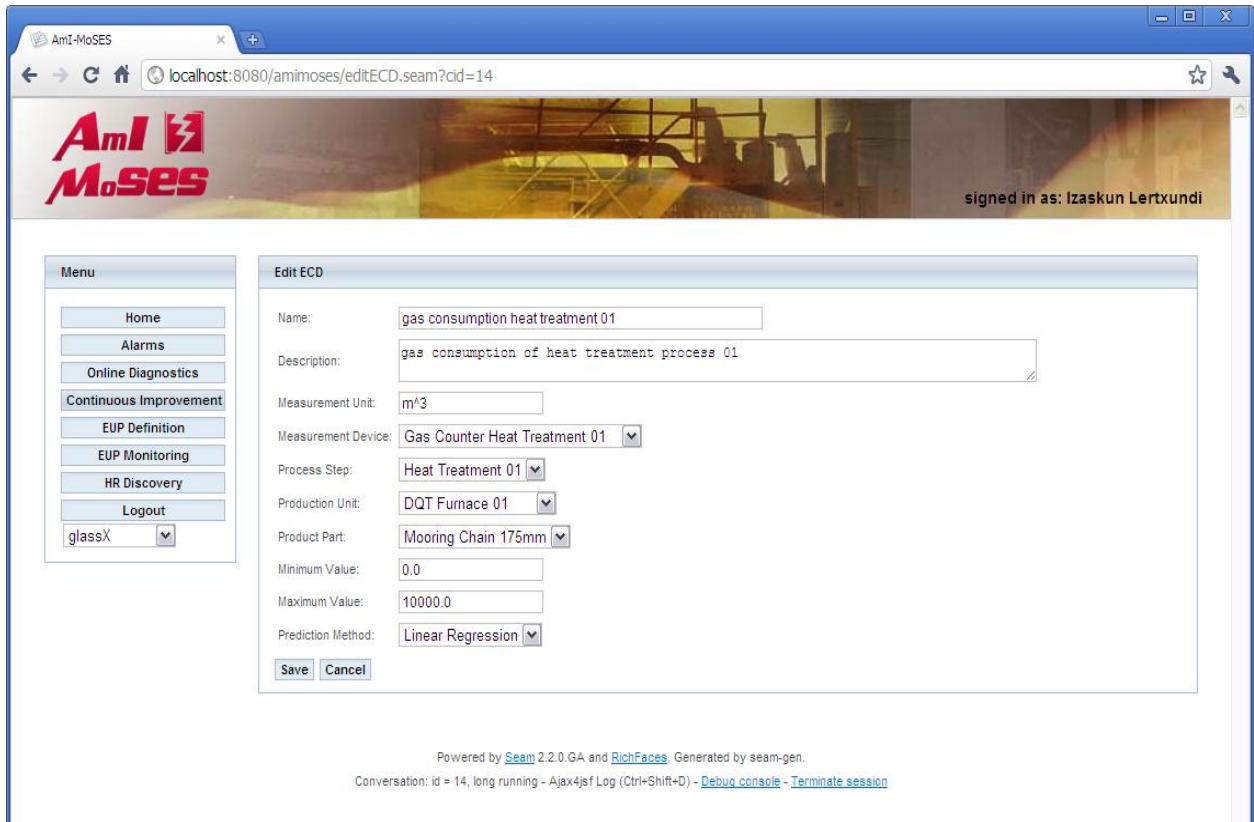 AmI-MoSES
localhost:8080/amimoses/editECD.seam?cid=14
AmI
MoSES
signed in as: Izaskun Lertxundi
Menu
Home
Alarms
Online Diagnostics
Continuous Improvement
EUP Definition
EUP Monitoring
HR Discovery
Logout
glassX
Edit ECD
Name: gas consumption heat treatment 01
Description: gas consumption of heat treatment process 01
Measurement Unit: m^3
Measurement Device: Gas Counter Heat Treatment 01
Process Step: Heat Treatment 01
Production Unit: DQT Furnace 01
Product Part: Mooring Chain 175mm
Minimum Value: 0.0
Maximum Value: 10000.0
Prediction Method: Linear Regression
Save Cancel
Powered by Seam 2.2.0.GA and RichFaces. Generated by seam-gen.
Conversation: id = 14, long running - Ajax4jsf Log (Ctrl+Shift+D) - Debug console - Terminate session